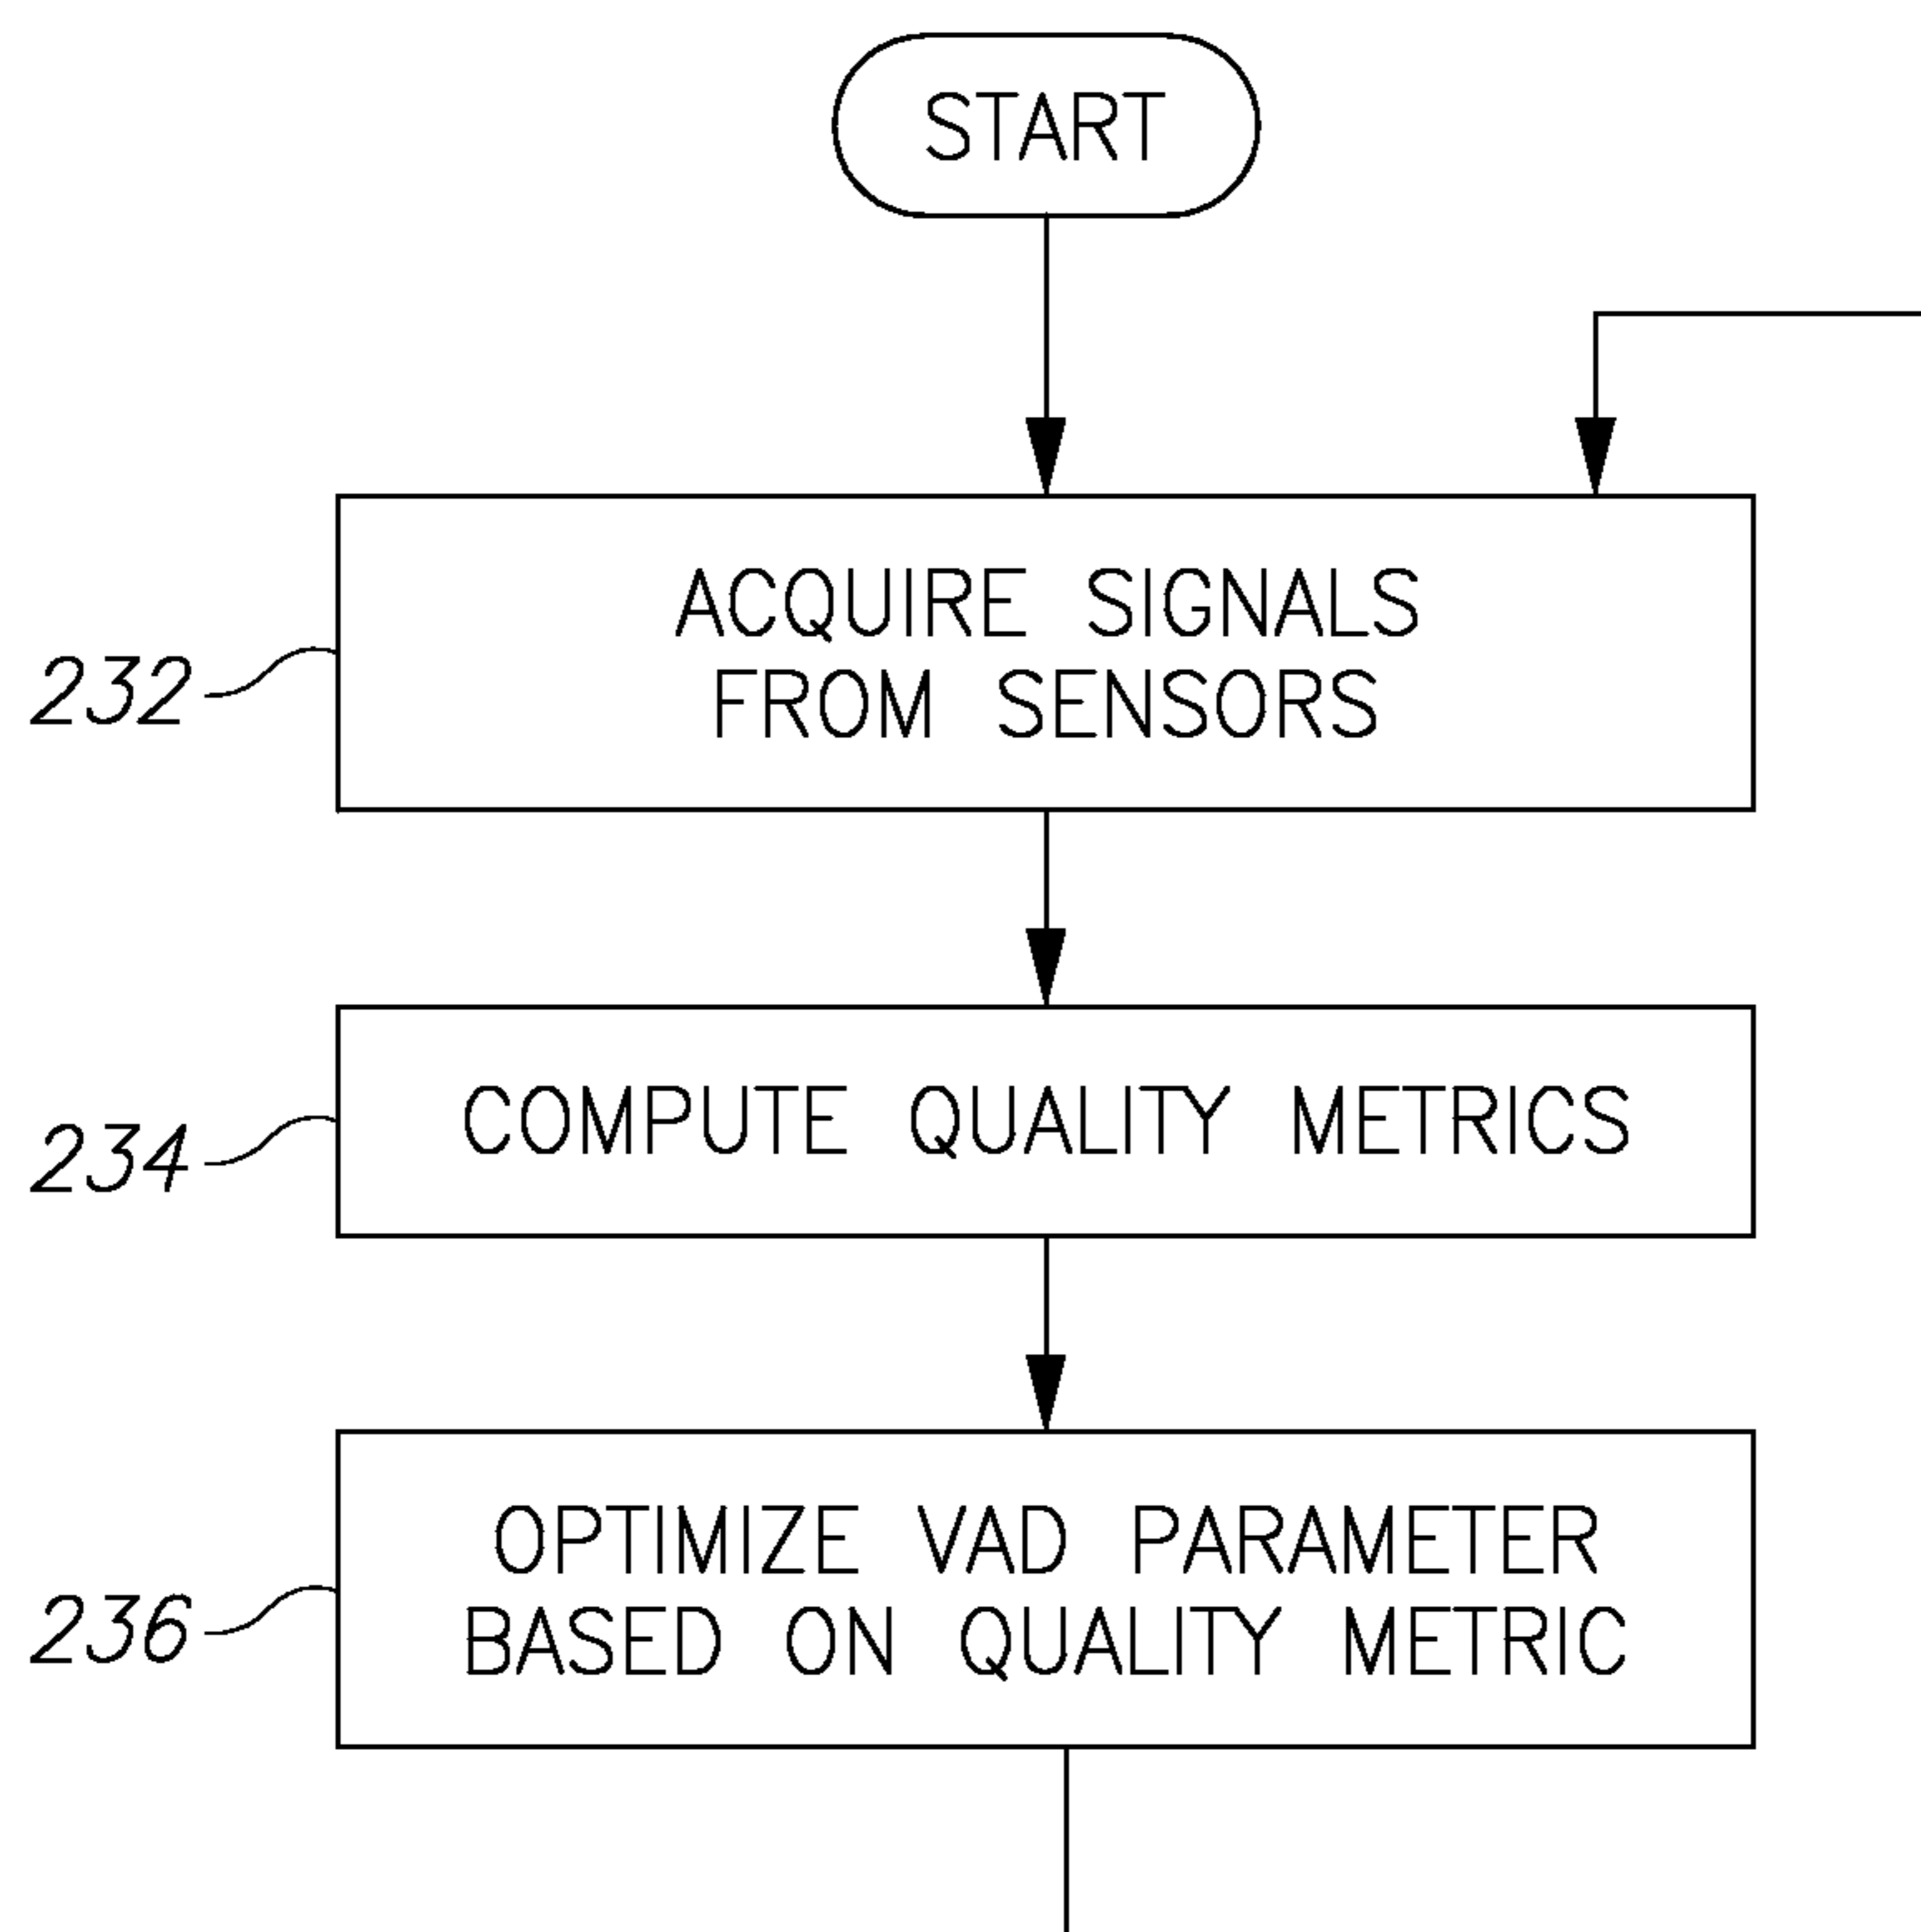 START
ACQUIRE SIGNALS
FROM SENSORS
232
COMPUTE QUALITY METRICS
234
OPTIMIZE VAD PARAMETER
BASED ON QUALITY METRIC
236